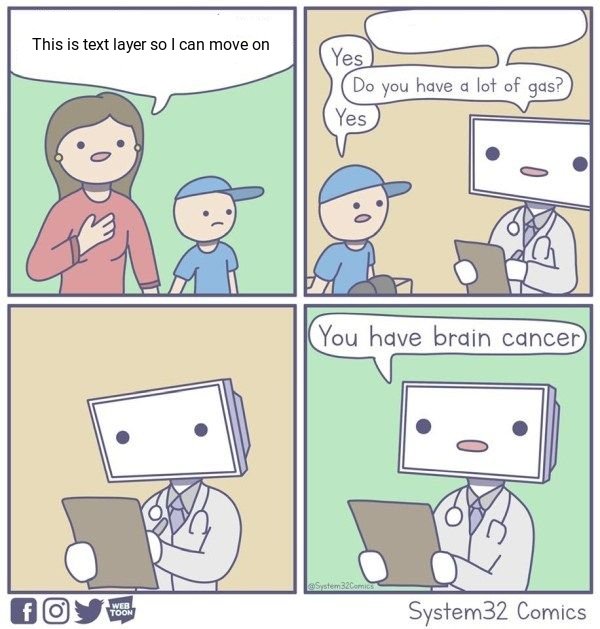 This is text layer so I can move on
Yes
Do you have a lot of gas?
Yes
You have brain cancer
@System32Comics
WEB
TOON
System32 Comics